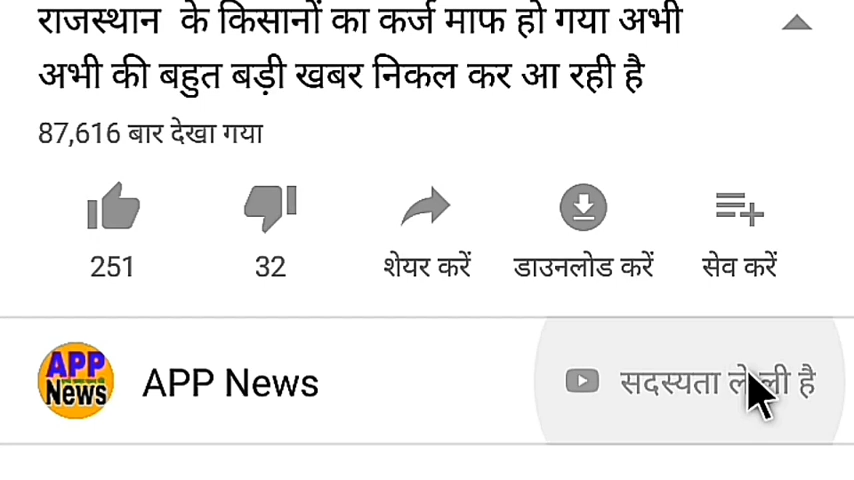 राजस्थान के किसानों का कर्ज माफ हो गया अभी
अभी की बहुत बड़ी खबर निकल कर आ रही है
87,616 बार देखा गया
251
32
शेयर करें
डाउनलोड करें
सेव करें
APP
News
APP News
सदस्यता ले ली है